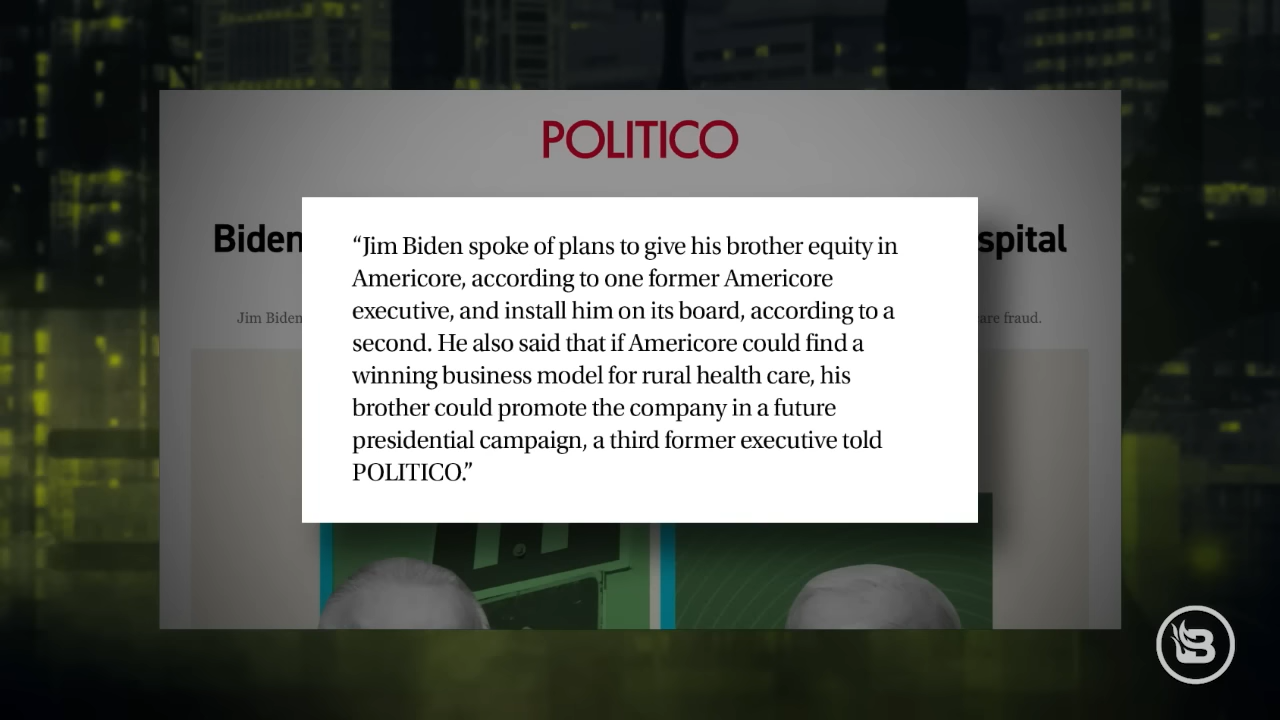 POLITICO
Biden
spital
Jim Biden
are fraud.
“Jim Biden spoke of plans to give his brother equity in
Americore, according to one former Americore
executive, and install him on its board, according to a
second. He also said that if Americore could find a
winning business model for rural health care, his
brother could promote the company in a future
presidential campaign, a third former executive told
POLITICO.”
B